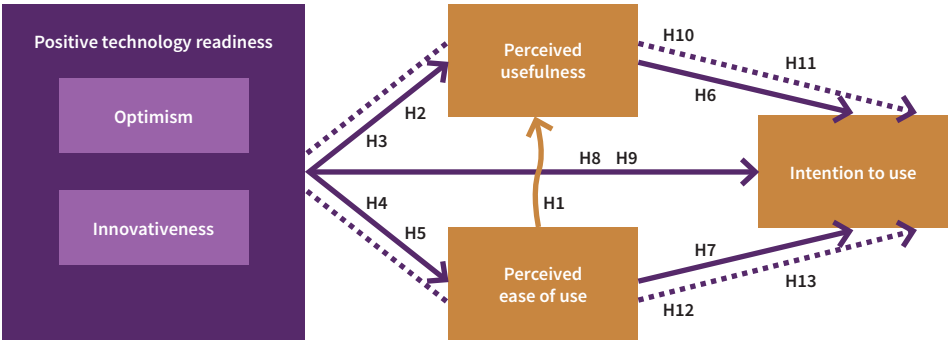 Positive technology readiness
Optimism
Innovativeness
Perceived
usefulness
H10
H11
H6
H2
H3
H8 H9
Intention to use
H4
H1
H5
Perceived
ease of use
H7
H13
H12